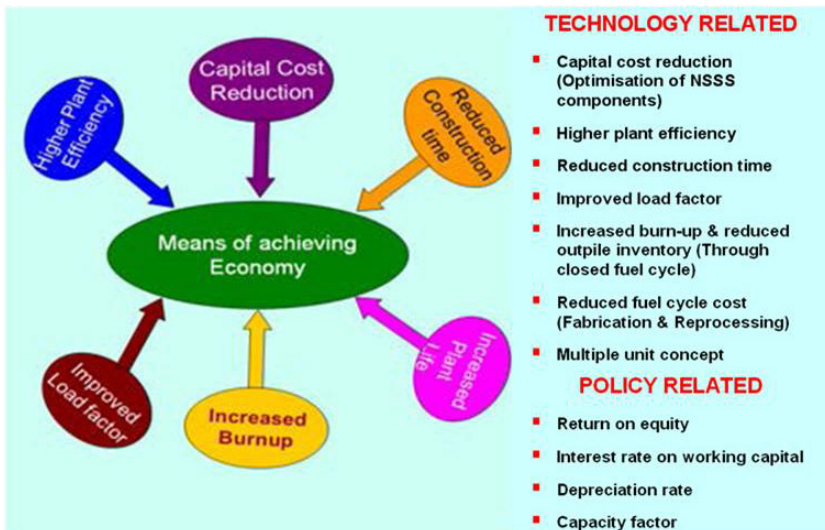 Higher Plant
Efficiency
Capital Cost
Reduction
Reduced
Construction
time
Means of achieving
Economy
Improved
Load factor
Increased
Burnup
Increased
Plant
Life
TECHNOLOGY RELATED
Capital cost reduction
(Optimisation of NSSS
components)
Higher plant efficiency
Reduced construction time
Improved load factor
Increased burn-up & reduced
outpile inventory (Through
closed fuel cycle)
Reduced fuel cycle cost
(Fabrication & Reprocessing)
Multiple unit concept
POLICY RELATED
Return on equity
Interest rate on working capital
Depreciation rate
Capacity factor